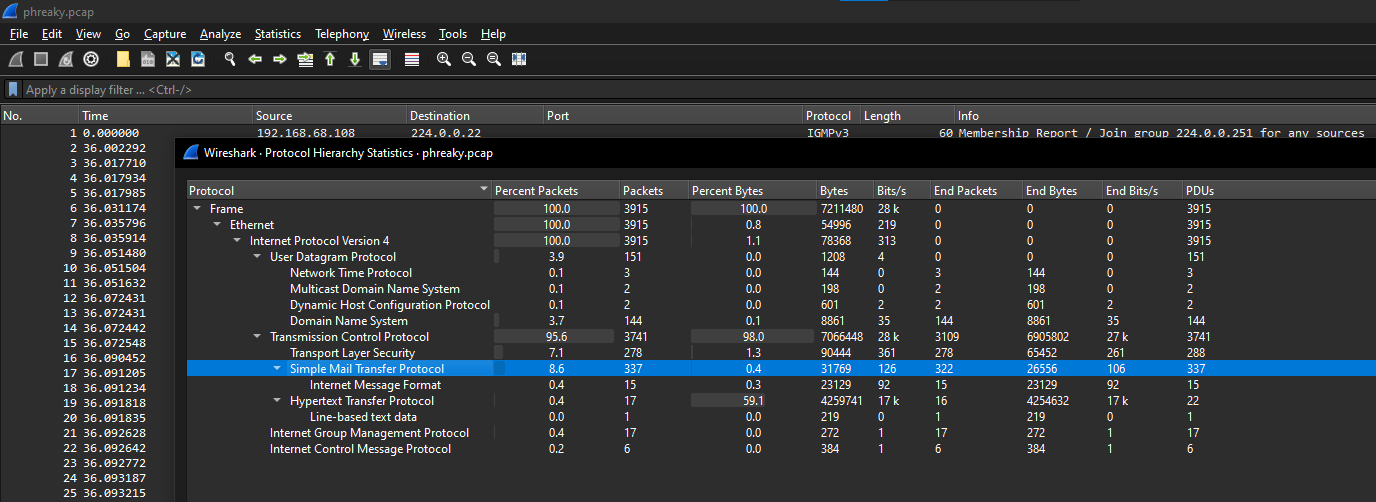 phreaky.pcap
File Edit View Go Capture Analyze Statistics Telephony Wireless Tools Help
Apply a display filter ... <Ctrl-/>
No. Time Source Destination Port Protocol Length Info
1 0.000000 192.168.68.108 224.0.0.22 IGMPv3 60 Membership Report / Join group 224.0.0.251 for any sources
2 36.002292
Wireshark · Protocol Hierarchy Statistics · phreaky.pcap
3 36.017710
4 36.017934
5 36.017985
6 36.031174
7 36.035796
8 36.035914
9 36.051480
10 36.051504
11 36.051632
12 36.072431
13 36.072431
14 36.072442
15 36.072548
16 36.090452
17 36.091205
18 36.091234
19 36.091818
20 36.091835
21 36.092628
22 36.092642
23 36.092772
24 36.093187
25 36.093215
Protocol Percent Packets Packets Percent Bytes Bytes Bits/s End Packets End Bytes End Bits/s PDUs
Frame 100.0 3915 100.0 7211480 28 k 0 0 0 3915
Ethernet 100.0 3915 0.8 54996 219 0 0 0 3915
Internet Protocol Version 4 100.0 3915 1.1 78368 313 0 0 0 3915
User Datagram Protocol 3.9 151 0.0 1208 4 0 0 0 151
Network Time Protocol 0.1 3 0.0 144 0 3 144 0 3
Multicast Domain Name System 0.1 2 0.0 198 0 2 198 0 2
Dynamic Host Configuration Protocol 0.1 2 0.0 601 2 2 601 2 2
Domain Name System 3.7 144 0.1 8861 35 144 8861 35 144
Transmission Control Protocol 95.6 3741 98.0 7066448 28 k 3109 6905802 27 k 3741
Transport Layer Security 7.1 278 1.3 90444 361 278 65452 261 288
Simple Mail Transfer Protocol 8.6 337 0.4 31769 126 322 26556 106 337
Internet Message Format 0.4 15 0.3 23129 92 15 23129 92 15
Hypertext Transfer Protocol 0.4 17 59.1 4259741 17 k 16 4254632 17 k 22
Line-based text data 0.0 1 0.0 219 0 1 219 0 1
Internet Group Management Protocol 0.4 17 0.0 272 1 17 272 1 17
Internet Control Message Protocol 0.2 6 0.0 384 1 6 384 1 6